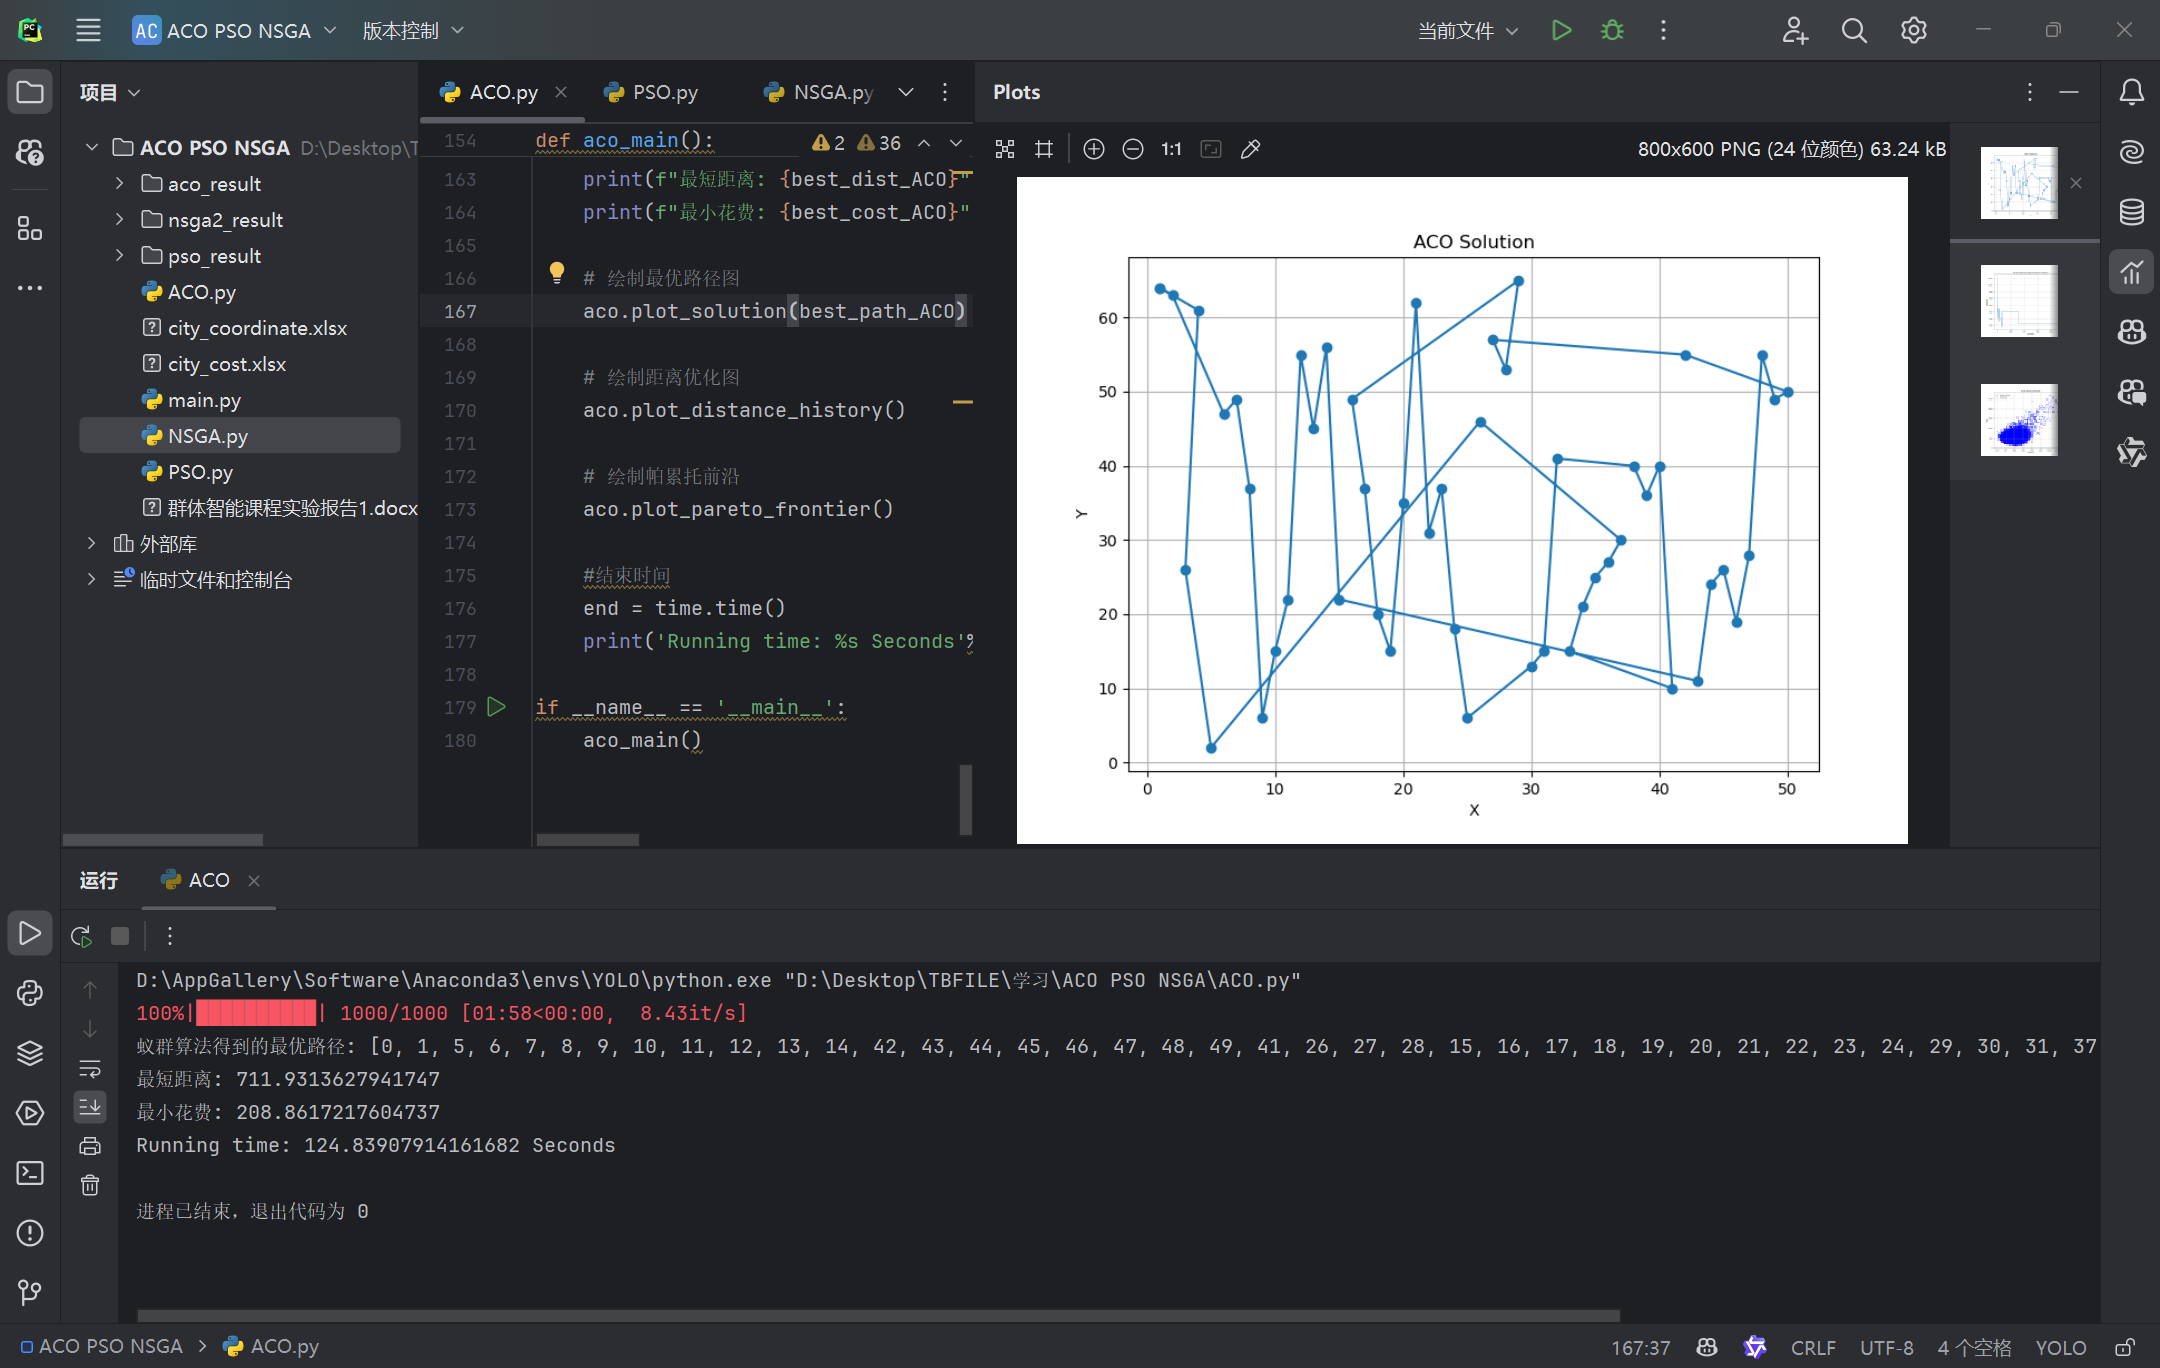 AC ACO PSO NSGA 版本控制 当前文件
项目
ACO PSO NSGA D:\Desktop\T
aco_result
nsga2_result
pso_result
ACO.py
city_coordinate.xlsx
city_cost.xlsx
main.py
NSGA.py
PSO.py
群体智能课程实验报告1.docx
外部库
临时文件和控制台
ACO.py PSO.py NSGA.py
154 def aco_main(): 2 36
163 print(f"最短距离: {best_dist_ACO}"
164 print(f"最小花费: {best_cost_ACO}"
165
166 # 绘制最优路径图
167 aco.plot_solution(best_path_ACO)
168
169 # 绘制距离优化图
170 aco.plot_distance_history()
171
172 # 绘制帕累托前沿
173 aco.plot_pareto_frontier()
174
175 #结束时间
176 end = time.time()
177 print('Running time: %s Seconds'%
178
179 if __name__ == '__main__':
180 aco_main()
Plots
1:1 800x600 PNG (24 位颜色) 63.24 kB
ACO Solution
60
50
40
30
20
10
0
Y
0 10 20 30 40 50
X
运行 ACO
D:\AppGallery\Software\Anaconda3\envs\YOLO\python.exe "D:\Desktop\TBFILE\学习\ACO PSO NSGA\ACO.py"
100%|██████████| 1000/1000 [01:58<00:00,  8.43it/s]
蚁群算法得到的最优路径: [0, 1, 5, 6, 7, 8, 9, 10, 11, 12, 13, 14, 42, 43, 44, 45, 46, 47, 48, 49, 41, 26, 27, 28, 15, 16, 17, 18, 19, 20, 21, 22, 23, 24, 29, 30, 31, 37
最短距离: 711.9313627941747
最小花费: 208.8617217604737
Running time: 124.83907914161682 Seconds
进程已结束，退出代码为 0
ACO PSO NSGA > ACO.py
167:37 CRLF UTF-8 4 个空格 YOLO